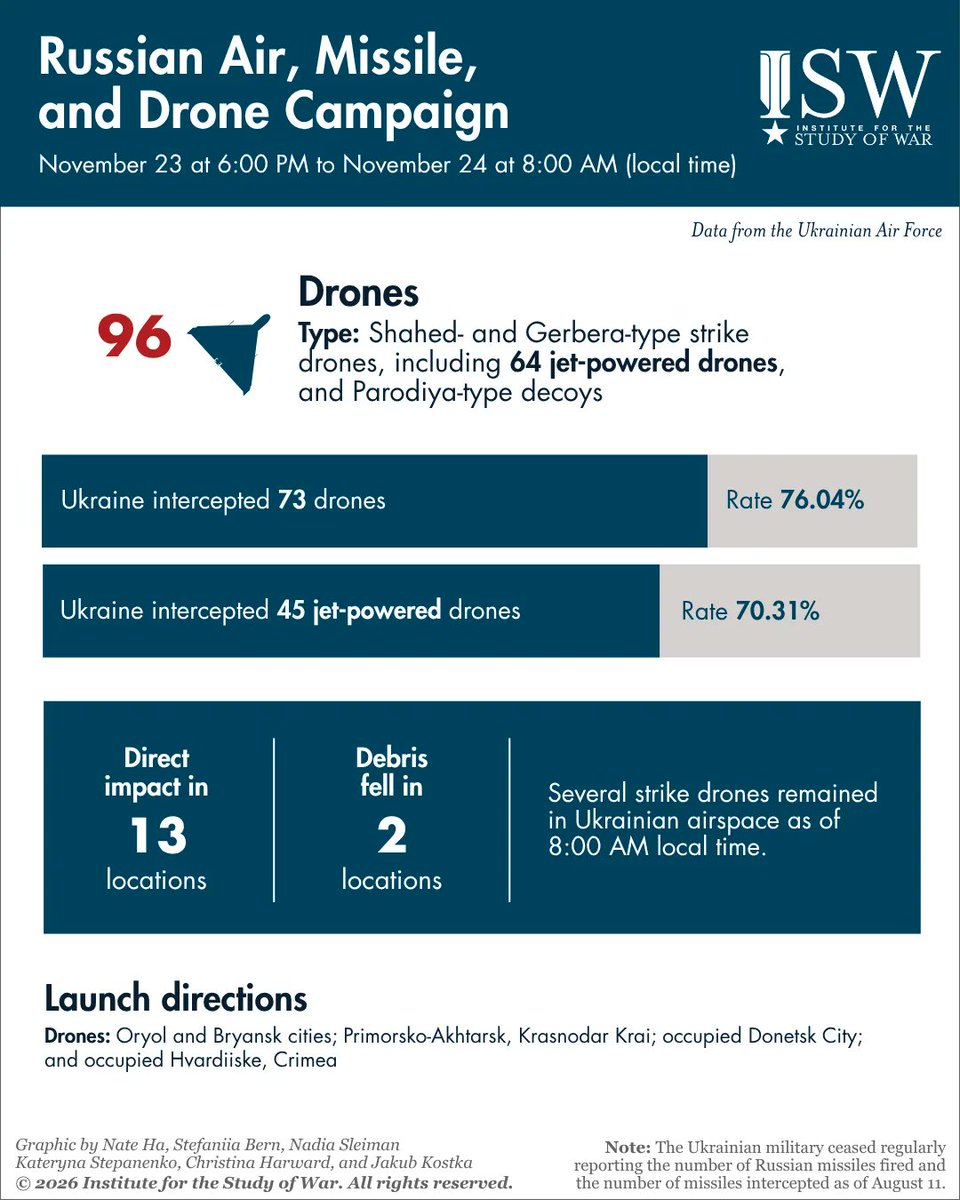 Russian Air, Missile,
and Drone Campaign
November 23 at 6:00 PM to November 24 at 8:00 AM (local time)
ISW
INSTITUTE FOR THE
STUDY OF WAR
Data from the Ukrainian Air Force
96
Drones
Type: Shahed- and Gerbera-type strike
drones, including 64 jet-powered drones,
and Parodiya-type decoys
Ukraine intercepted 73 drones
Rate 76.04%
Ukraine intercepted 45 jet-powered drones
Rate 70.31%
Direct
impact in
13
locations
Debris
fell in
2
locations
Several strike drones remained
in Ukrainian airspace as of
8:00 AM local time.
Launch directions
Drones: Oryol and Bryansk cities; Primorsko-Akhtarsk, Krasnodar Krai; occupied Donetsk City;
and occupied Hvardiiske, Crimea
Graphic by Nate Ha, Stefaniia Bern, Nadia Sleiman
Kateryna Stepanenko, Christina Harward, and Jakub Kostka
© 2026 Institute for the Study of War. All rights reserved.
Note: The Ukrainian military ceased regularly
reporting the number of Russian missiles fired and
the number of missiles intercepted as of August 11.